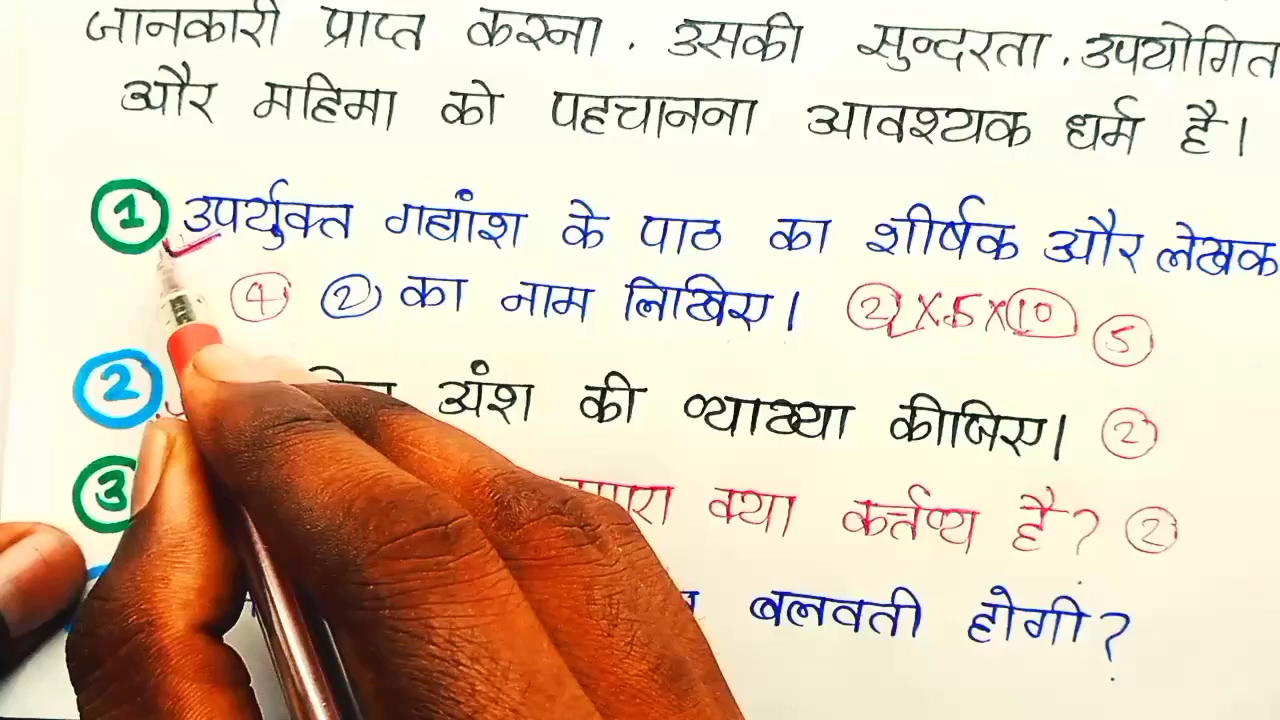 जानकारी प्राप्त करना . उसकी सुन्दरता . उपयोगित
और महिमा को पहचानना आवश्यक धर्म है।
1 उपर्युक्त गद्यांश के पाठ का शीर्षक और लेखक
4 2 का नाम लिखिए। 2 x 5 x 10 5
2 अंश की व्याख्या कीजिए। 2
3 क्या कर्त्तव्य है? 2
बलवती होगी?